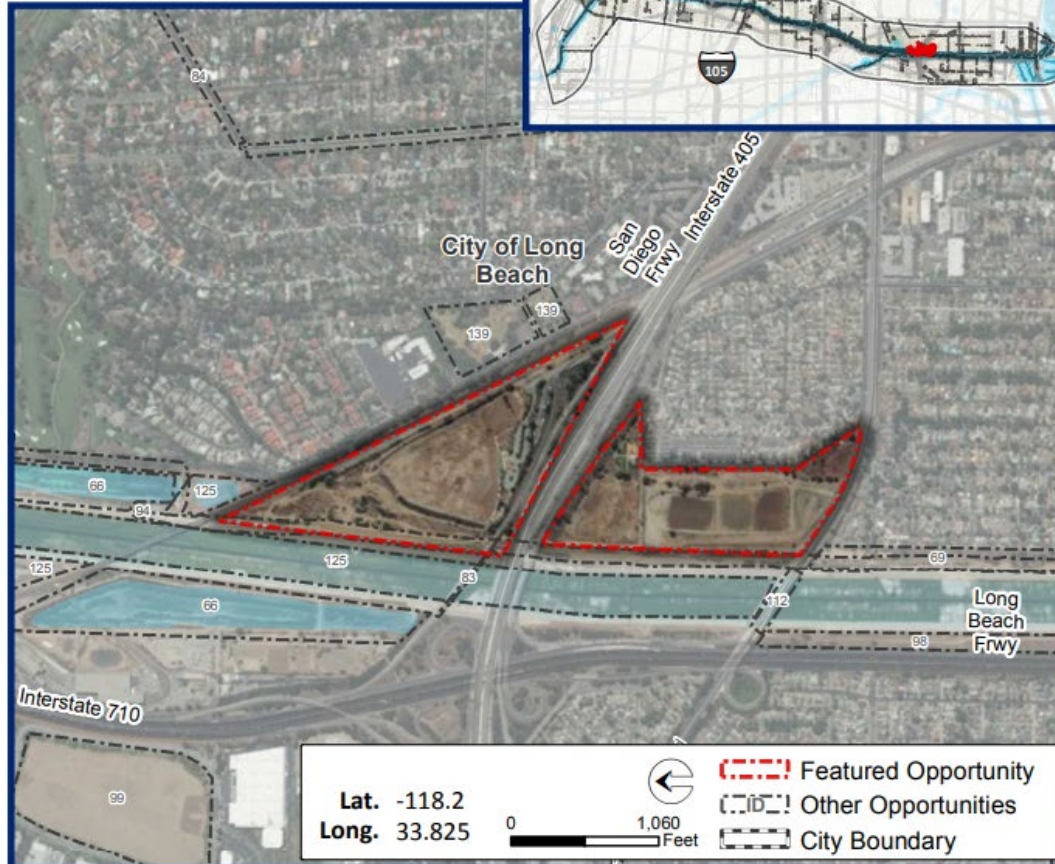 105
84
San
Diego
Frwy
Interstate 405
City of Long
Beach
139
139
66
125
94
125
125
83
69
66
112
Long
Beach
Frwy
98
Interstate 710
99
Lat. -118.2
Long. 33.825
0
1,060
Feet
Featured Opportunity
ID
Other Opportunities
City Boundary